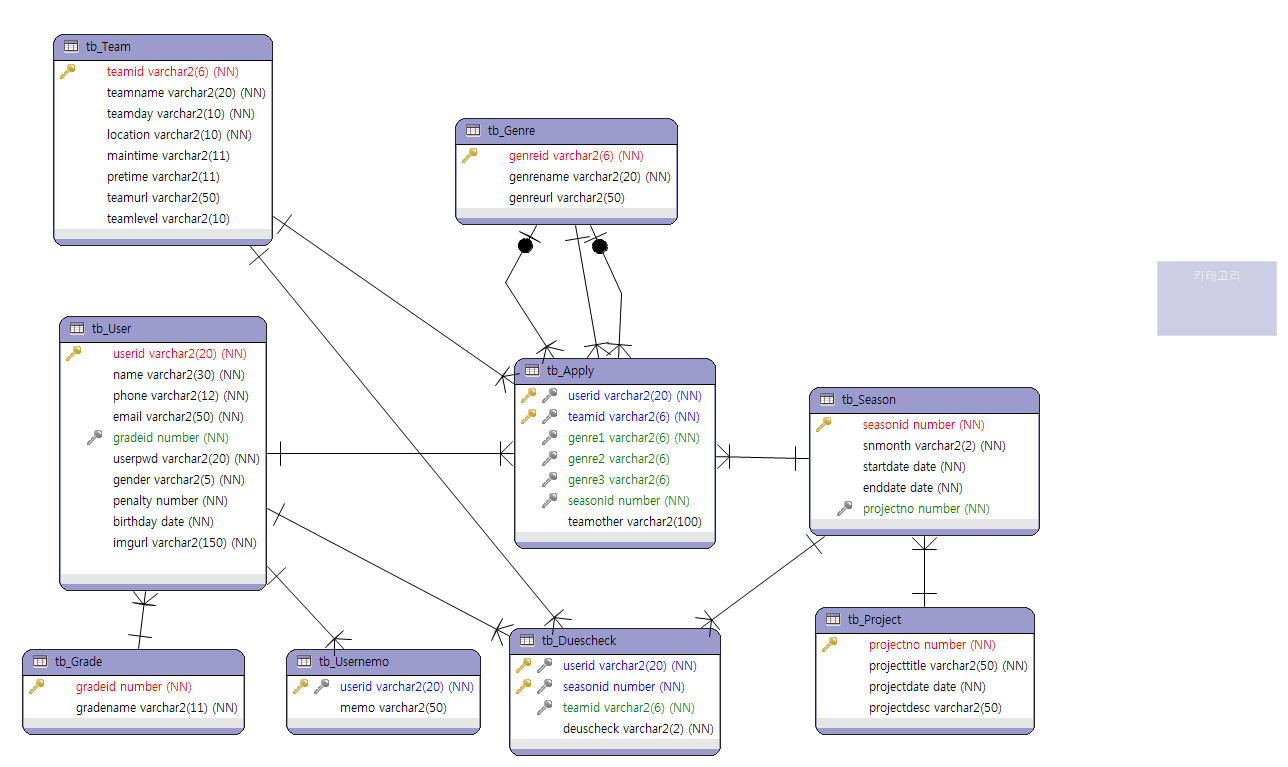 tb_Team
teamid varchar2(6) (NN)
teamname varchar2(20) (NN)
teamday varchar2(10) (NN)
location varchar2(10) (NN)
maintime varchar2(11)
pretime varchar2(11)
teamurl varchar2(50)
teamlevel varchar2(10)
tb_Genre
genreid varchar2(6) (NN)
genrename varchar2(20) (NN)
genreurl varchar2(50)
카테고리
tb_User
userid varchar2(20) (NN)
name varchar2(30) (NN)
phone varchar2(12) (NN)
email varchar2(50) (NN)
gradeid number (NN)
userpwd varchar2(20) (NN)
gender varchar2(5) (NN)
penalty number (NN)
birthday date (NN)
imgurl varchar2(150) (NN)
tb_Apply
userid varchar2(20) (NN)
teamid varchar2(6) (NN)
genre1 varchar2(6) (NN)
genre2 varchar2(6)
genre3 varchar2(6)
seasonid number (NN)
teamother varchar2(100)
tb_Season
seasonid number (NN)
snmonth varchar2(2) (NN)
startdate date (NN)
enddate date (NN)
projectno number (NN)
tb_Grade
gradeid number (NN)
gradename varchar2(11) (NN)
tb_Usernemo
userid varchar2(20) (NN)
memo varchar2(50)
tb_Duescheck
userid varchar2(20) (NN)
seasonid number (NN)
teamid varchar2(6) (NN)
deuscheck varchar2(2) (NN)
tb_Project
projectno number (NN)
projecttitle varchar2(50) (NN)
projectdate date (NN)
projectdesc varchar2(50)